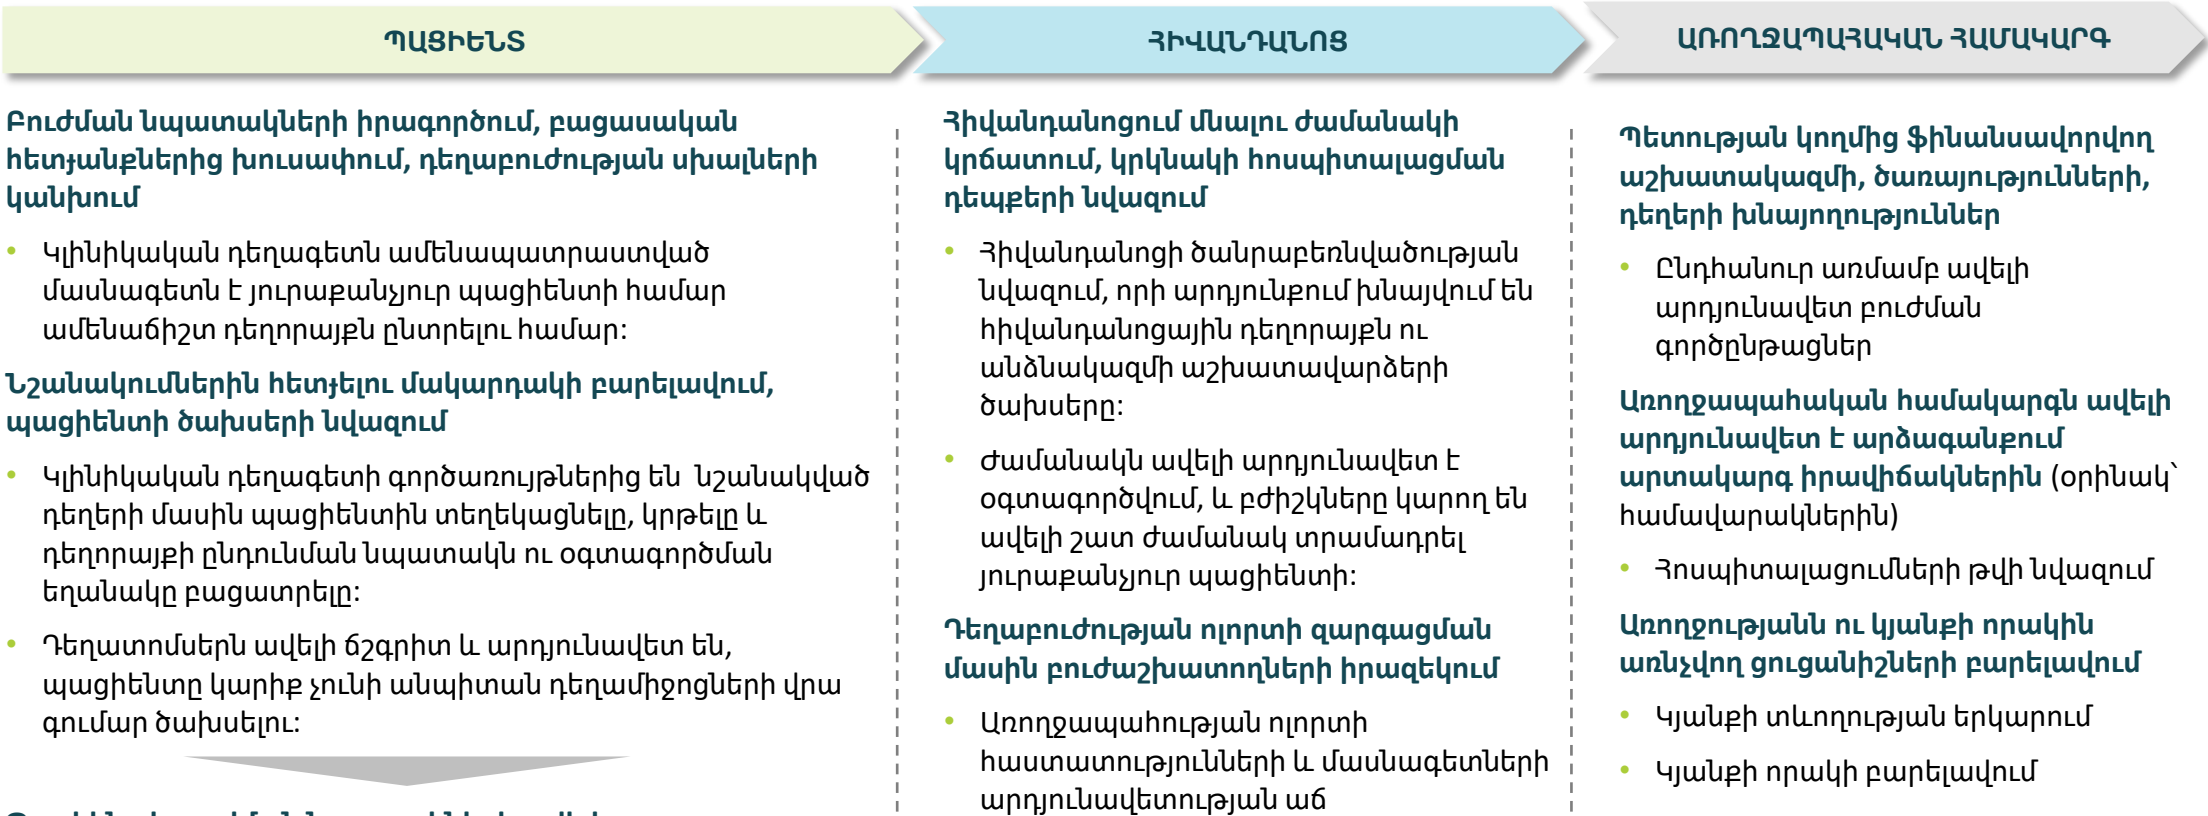 ՊԱՑԻԵՆՏ
Բուժման նպատակների իրագործում, բացասական
հետևանքներից խուսափում, դեղաբուժության սխալների
կանխում
• Կլինիկական դեղագետն ամենապատրաստված
մասնագետն է յուրաքանչյուր պացիենտի համար
ամենաճիշտ դեղորայքն ընտրելու համար:
Նշանակումներին հետևելու մակարդակի բարելավում,
պացիենտի ծախսերի նվազում
• Կլինիկական դեղագետի գործառույթներից են նշանակված
դեղերի մասին պացիենտին տեղեկացնելը, կրթելը և
դեղորայքի ընդունման նպատակն ու օգտագործման
եղանակը բացատրելը:
• Դեղատոմսերն ավելի ճշգրիտ և արդյունավետ են,
պացիենտը կարիք չունի անպիտան դեղամիջոցների վրա
գումար ծախսելու:
ՀԻՎԱՆԴԱՆՈՑ
Հիվանդանոցում մնալու ժամանակի
կրճատում, կրկնակի հոսպիտալացման
դեպքերի նվազում
• Հիվանդանոցի ծանրաբեռնվածության
նվազում, որի արդյունքում խնայվում են
հիվանդանոցային դեղորայքն ու
անձնակազմի աշխատավարձերի
ծախսերը:
• Ժամանակն ավելի արդյունավետ է
օգտագործվում, և բժիշկները կարող են
ավելի շատ ժամանակ տրամադրել
յուրաքանչյուր պացիենտի:
Դեղաբուժության ոլորտի զարգացման
մասին բուժաշխատողների իրազեկում
• Առողջապահության ոլորտի
հաստատությունների և մասնագետների
արդյունավետության աճ
ԱՌՈՂՋԱՊԱՀԱԿԱՆ ՀԱՄԱԿԱՐԳ
Պետության կողմից ֆինանսավորվող
աշխատակազմի, ծառայությունների,
դեղերի խնայողություններ
• Ընդհանուր առմամբ ավելի
արդյունավետ բուժման
գործընթացներ
Առողջապահական համակարգն ավելի
արդյունավետ է արձագանքում
արտակարգ իրավիճակներին (օրինակ՝
համավարակներին)
• Հոսպիտալացումների թվի նվազում
Առողջությանն ու կյանքի որակին
առնչվող ցուցանիշների բարելավում
• Կյանքի տևողության երկարում
• Կյանքի որակի բարելավում